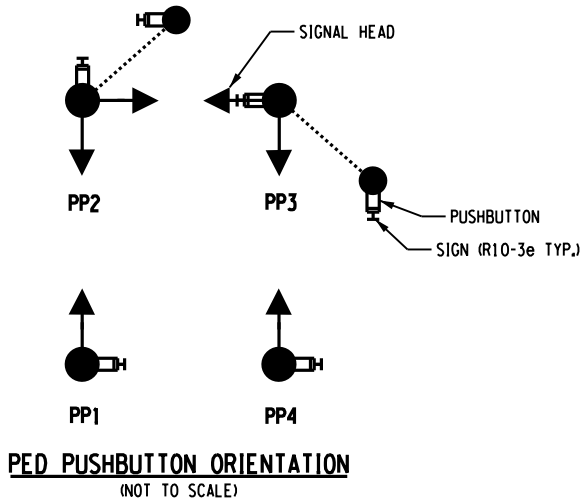 SIGNAL HEAD
PP2
PP3
PUSHBUTTON
SIGN (R10-3e TYP.)
PP1
PP4
PED PUSHBUTTON ORIENTATION
(NOT TO SCALE)